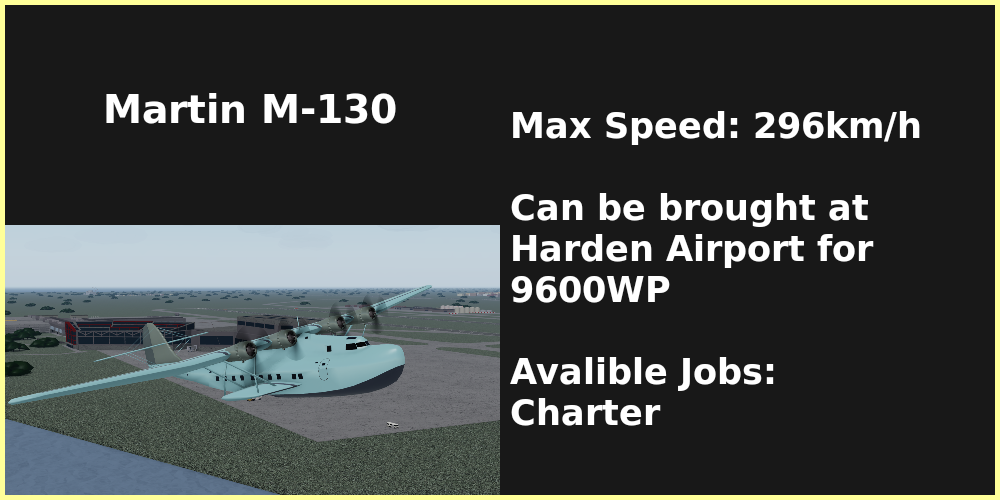 Martin M-130
Max Speed: 296km/h
Can be brought at
Harden Airport for
9600WP
Avalible Jobs:
Charter